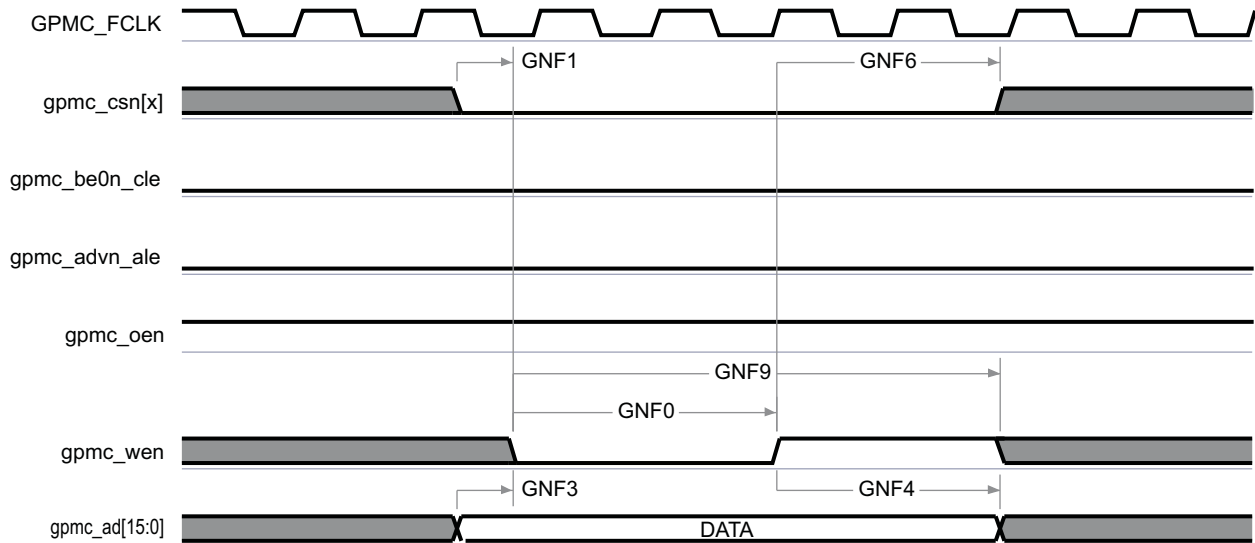 GPMC_FCLK
GNF1
GNF6
gpmc_csn[x]
gpmc_be0n_cle
gpmc_advn_ale
gpmc_oen
GNF9
GNF0
gpmc_wen
GNF3
GNF4
gpmc_ad[15:0]
DATA